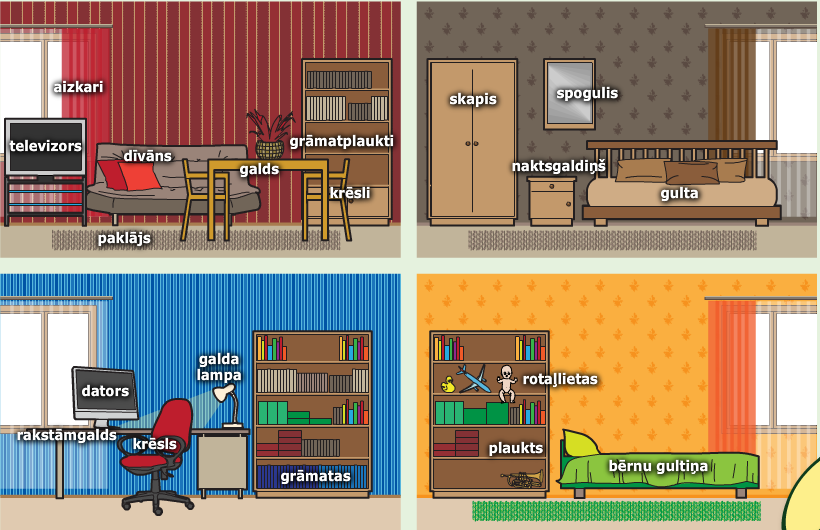 aizkari
televizors
dīvāns
galds
grāmatplaukti
krēsli
paklājs
skapis
spogulis
naktsgaldiņš
gulta
galda
lampa
dators
rakstāmgalds
krēsls
grāmatas
rotaļlietas
plaukts
bērnu gultiņa